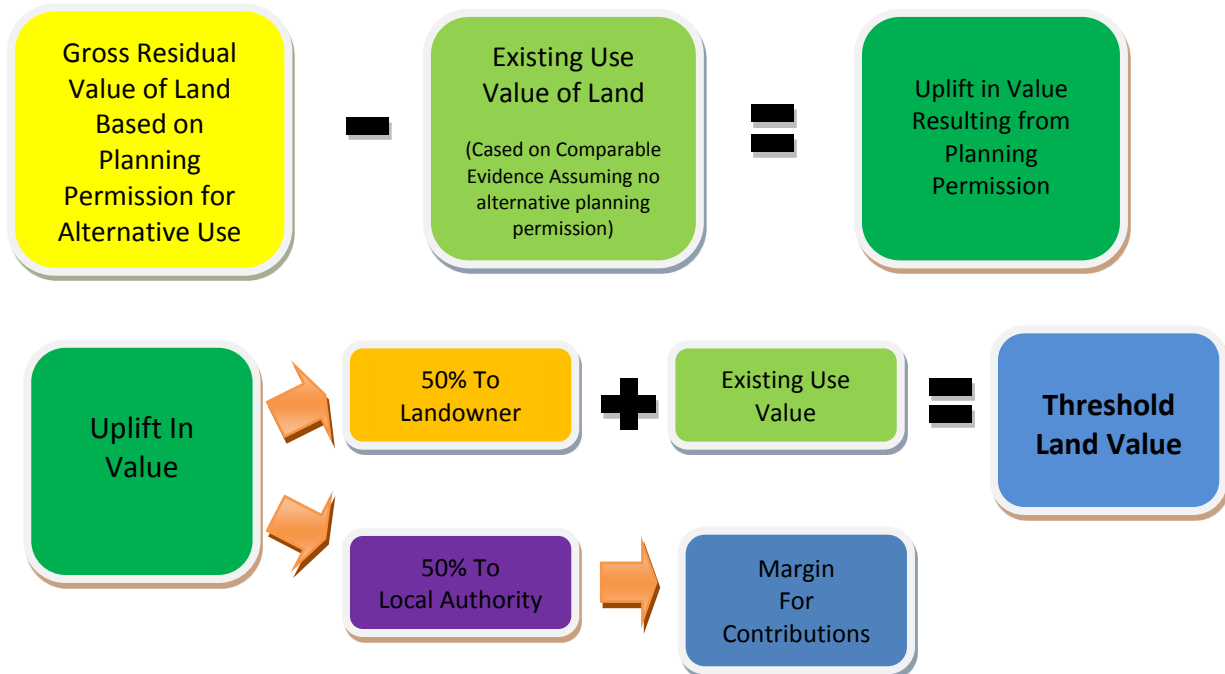 Gross Residual
Value of Land
Based on
Planning
Permission for
Alternative Use
Existing Use
Value of Land
(Cased on Comparable
Evidence Assuming no
alternative planning
permission)
Uplift in Value
Resulting from
Planning
Permission
Uplift In
Value
50% To
Landowner
Existing Use
Value
Threshold
Land Value
50% To
Local Authority
Margin
For
Contributions